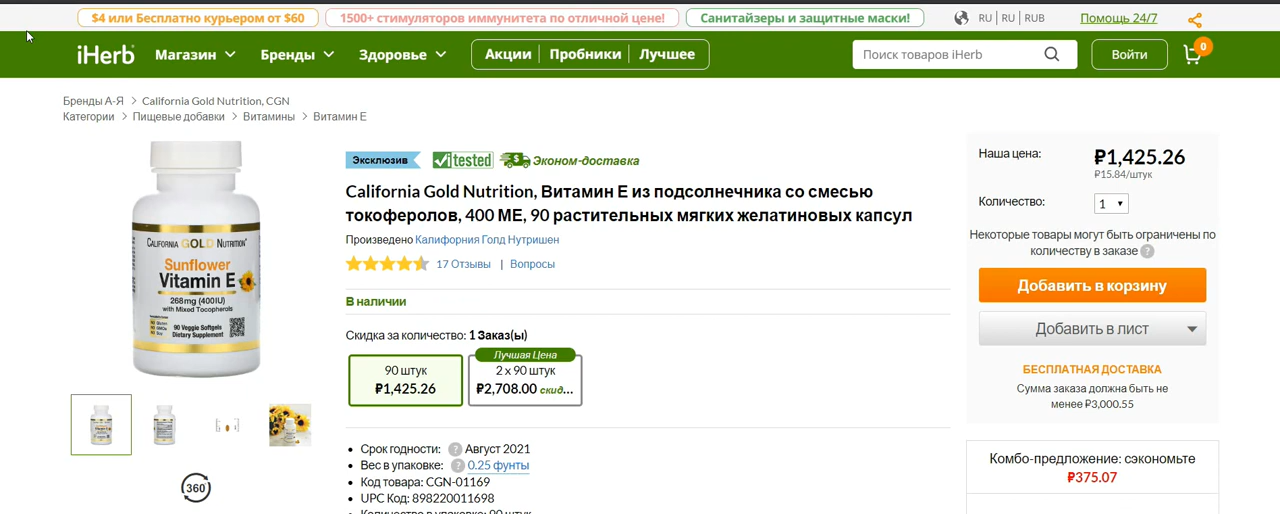 $4 или Бесплатно курьером от $60
1500+ стимуляторов иммунитета по отличной цене!
Санитайзеры и защитные маски!
RU | RU | RUB
Помощь 24/7
iHerb
Магазин
Бренды
Здоровье
Акции
Пробники
Лучшее
Поиск товаров iHerb
Войти
0
Бренды А-Я > California Gold Nutrition, CGN
Категории > Пищевые добавки > Витамины > Витамин Е
CALIFORNIA GOLD NUTRITION
Sunflower
Vitamin E
268mg (400IU)
with Mixed Tocopherols
90 Veggie Softgels
Dietary Supplement
360
Эксклюзив
tested
Эконом-доставка
California Gold Nutrition, Витамин Е из подсолнечника со смесью
токоферолов, 400 МЕ, 90 растительных мягких желатиновых капсул
Произведено Калифорния Голд Нутришен
17 Отзывы | Вопросы
В наличии
Скидка за количество: 1 Заказ(ы)
90 штук
₽1,425.26
Лучшая Цена
2 x 90 штук
₽2,708.00 скид...
Срок годности: ? Август 2021
Вес в упаковке: ? 0.25 фунты
Код товара: CGN-01169
UPC Код: 898220011698
Наша цена:
₽1,425.26
₽15.84/штук
Количество:
1
Некоторые товары могут быть ограничены по
количеству в заказе ?
Добавить в корзину
Добавить в лист
БЕСПЛАТНАЯ ДОСТАВКА
Сумма заказа должна быть не
менее ₽3,000.55
Комбо-предложение: сэкономьте
₽375.07